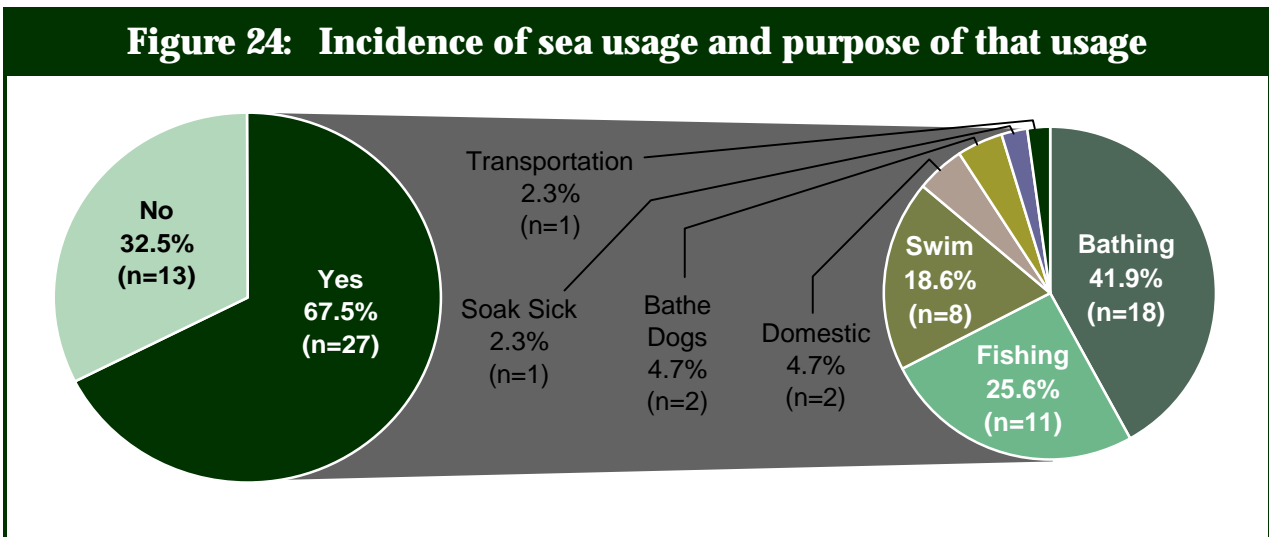 Figure 24: Incidence of sea usage and purpose of that usage
No
32.5%
(n=13)
Yes
67.5%
(n=27)
Transportation
2.3%
(n=1)
Soak Sick
2.3%
(n=1)
Bathe
Dogs
4.7%
(n=2)
Domestic
4.7%
(n=2)
Swim
18.6%
(n=8)
Fishing
25.6%
(n=11)
Bathing
41.9%
(n=18)